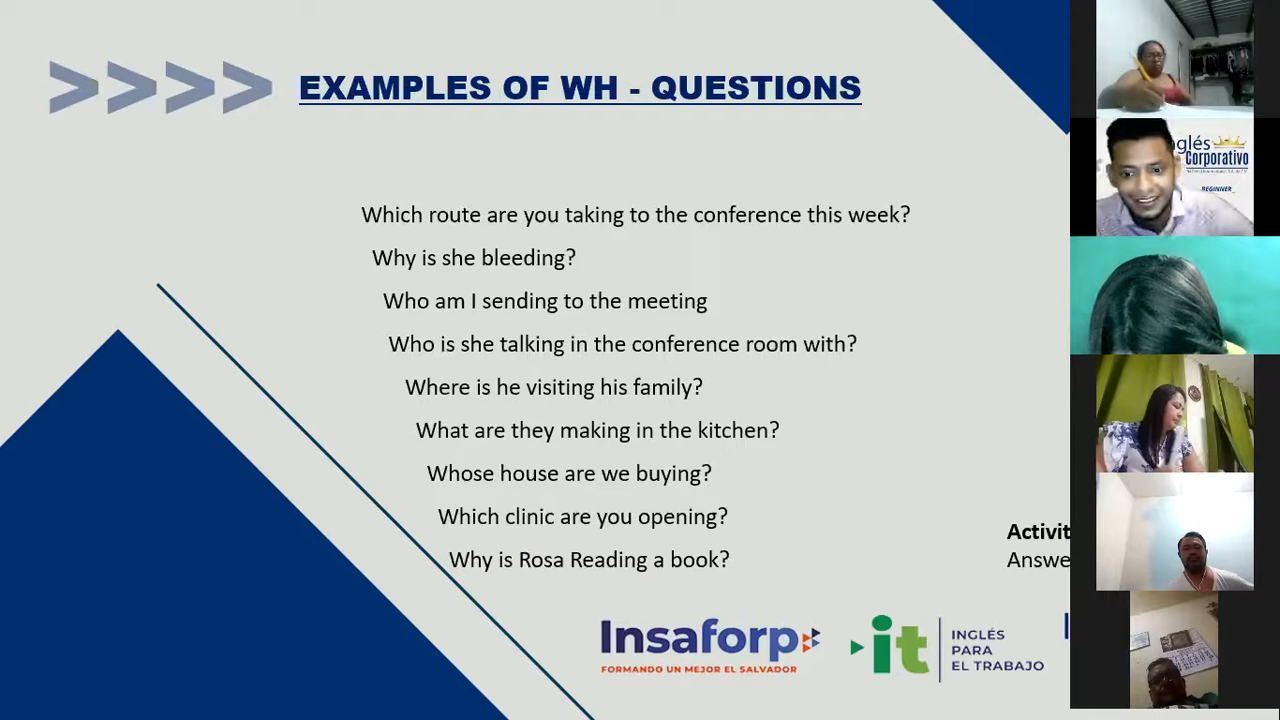 >>>> EXAMPLES OF WH - QUESTIONS
Which route are you taking to the conference this week?
Why is she bleeding?
Who am I sending to the meeting
Who is she talking in the conference room with?
Where is he visiting his family?
What are they making in the kitchen?
Whose house are we buying?
Which clinic are you opening?
Why is Rosa Reading a book?
Activit
Answe
Insaforp
FORMANDO UN MEJOR EL SALVADOR
it
INGLÉS
PARA
EL TRABAJO
nglés
Corporativo
BEGINNER_